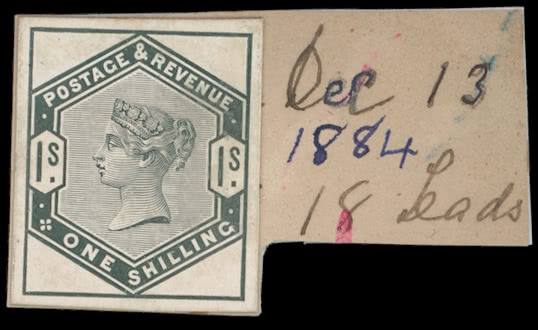 POSTAGE & REVENUE
1S. 1S.
ONE SHILLING
Dec 13
1884
18 Leads